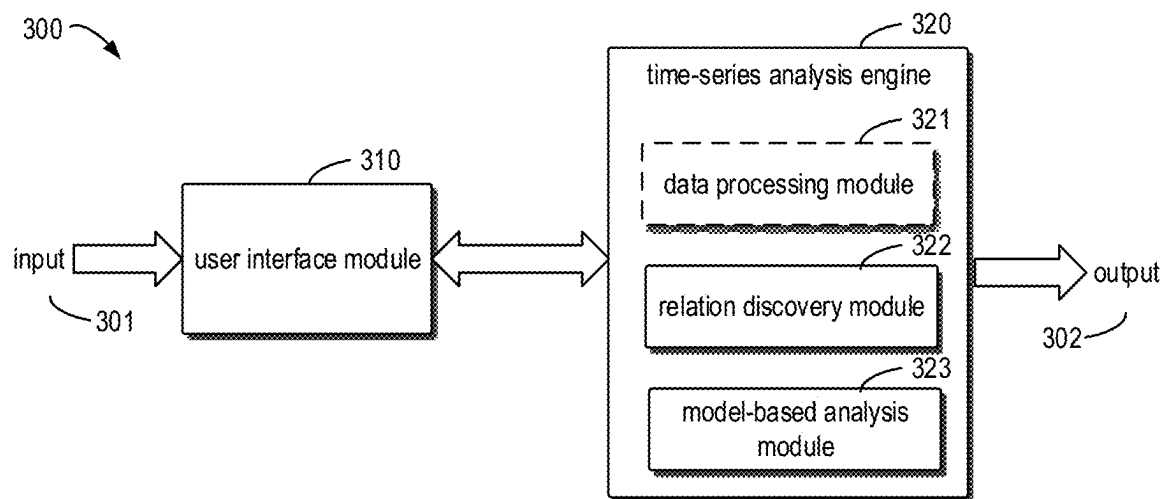 300
320
time-series analysis engine
321
data processing module
310
input
user interface module
322
relation discovery module
output
301
302
323
model-based analysis
module